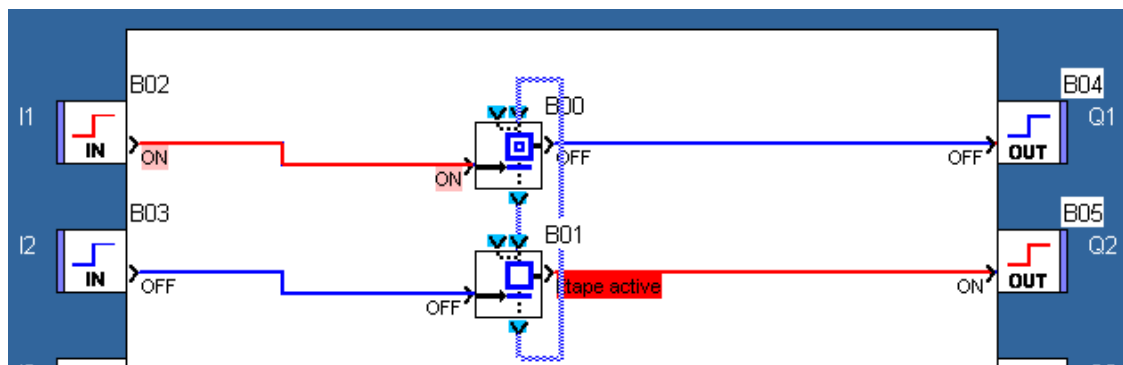 B02
B04
I1
B00
Q1
IN
ON
ON
OFF
OFF
OUT
B03
B05
I2
B01
Q2
IN
OFF
OFF
tape active
ON
OUT